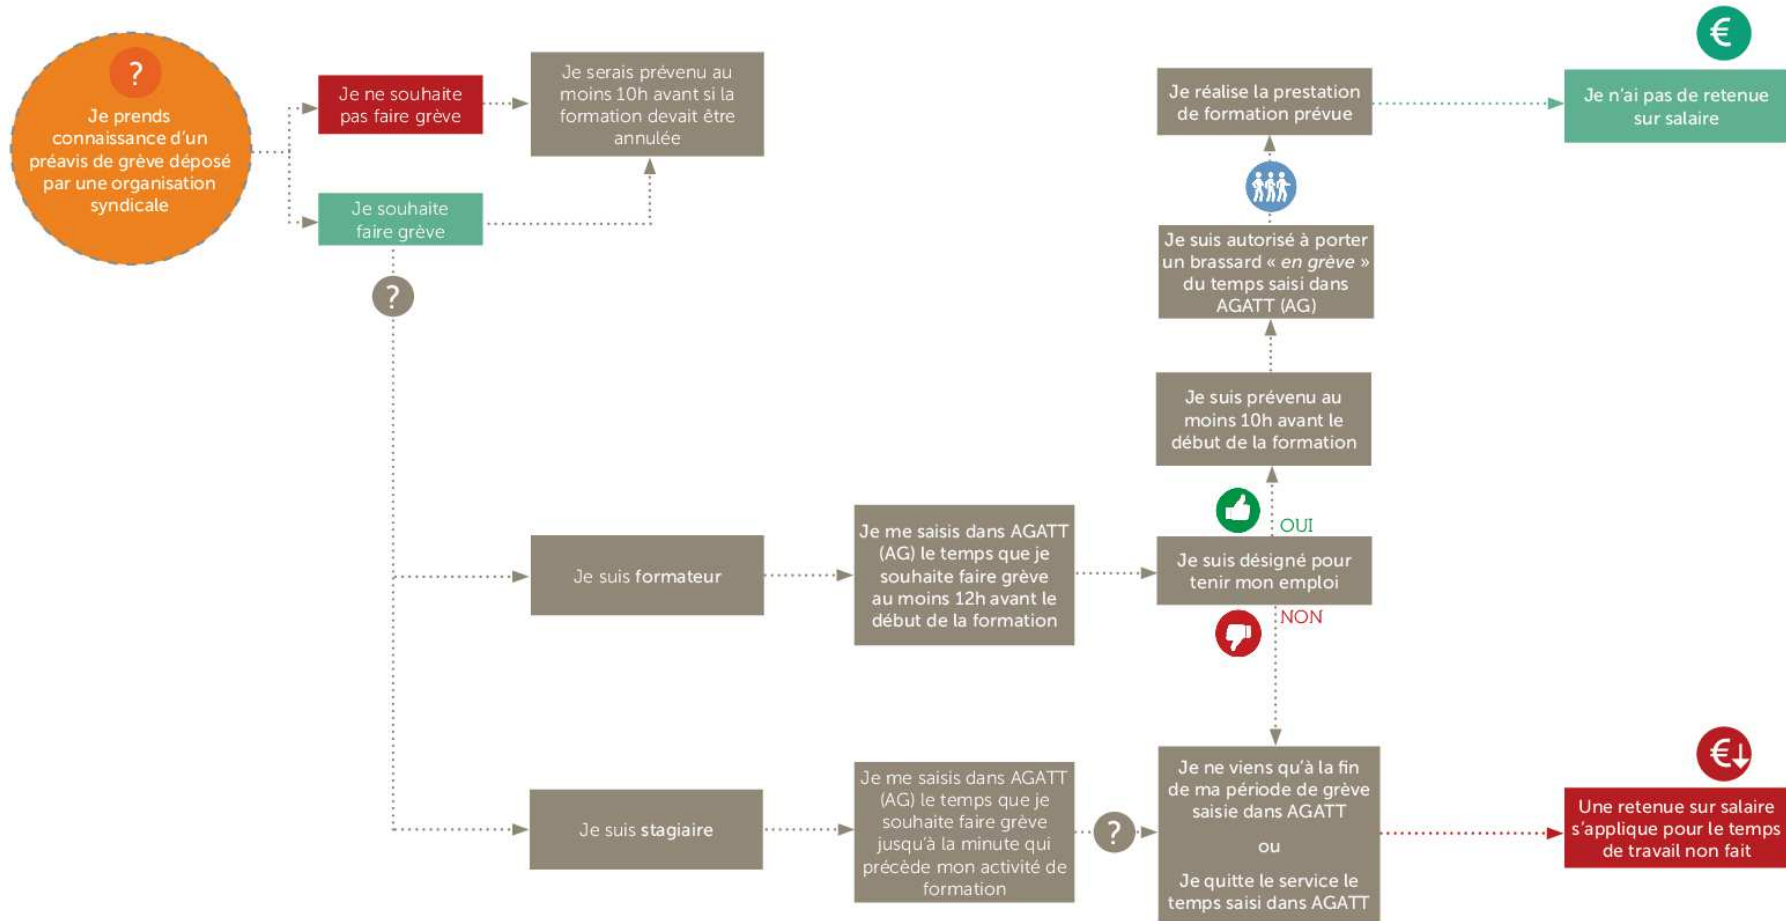 ?
Je prends
connaissance d'un
préavis de grève déposé
par une organisation
syndicale
Je ne souhaite
pas faire grève
Je serais prévenu au
moins 10h avant si la
formation devait être
annulée
Je souhaite
faire grève
?
Je suis formateur
Je me saisis dans AGATT
(AG) le temps que je
souhaite faire grève
au moins 12h avant le
début de la formation
Je suis désigné pour
tenir mon emploi
OUI
Je suis prévenu au
moins 10h avant le
début de la formation
Je suis autorisé à porter
un brassard « en grève »
du temps saisi dans
AGATT (AG)
Je réalise la prestation
de formation prévue
€
Je n'ai pas de retenue
sur salaire
NON
Je suis stagiaire
Je me saisis dans AGATT
(AG) le temps que je
souhaite faire grève
jusqu'à la minute qui
précède mon activité de
formation
?
Je ne viens qu'à la fin
de ma période de grève
saisie dans AGATT
ou
Je quitte le service le
temps saisi dans AGATT
€
Une retenue sur salaire
s'applique pour le temps
de travail non fait